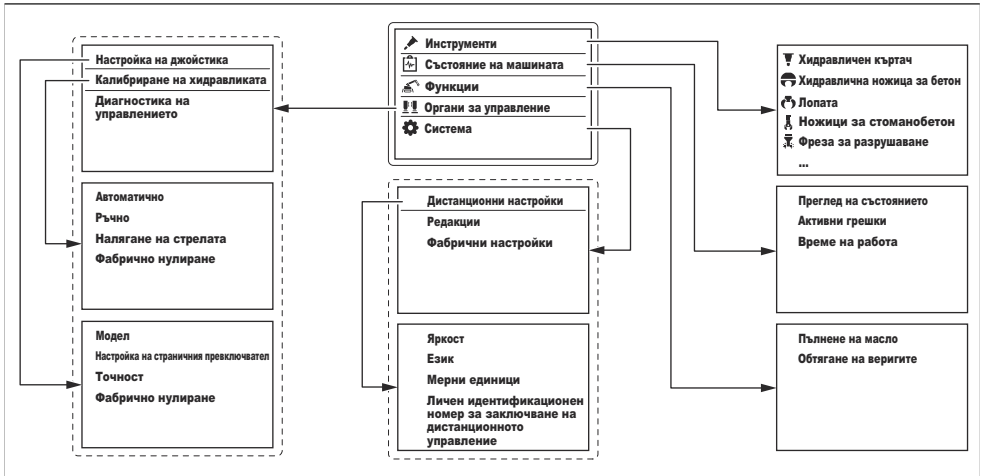 Настройка на джойстика
Калибриране на хидравликата
Диагностика на
управлението
Автоматично
Ръчно
Налягане на стрелата
Фабрично нулиране
Модел
Настройка на страничния превключвател
Точност
Фабрично нулиране
Инструменти
Състояние на машината
Функции
Органи за управление
Система
Дистанционни настройки
Редакции
Фабрични настройки
Яркост
Език
Мерни единици
Личен идентификационен
номер за заключване на
дистанционното
управление
Хидравличен къртач
Хидравлична ножица за бетон
Лопата
Ножици за стоманобетон
Фреза за разрушаване
...
Преглед на състоянието
Активни грешки
Време на работа
Пълнене на масло
Обтягане на веригите